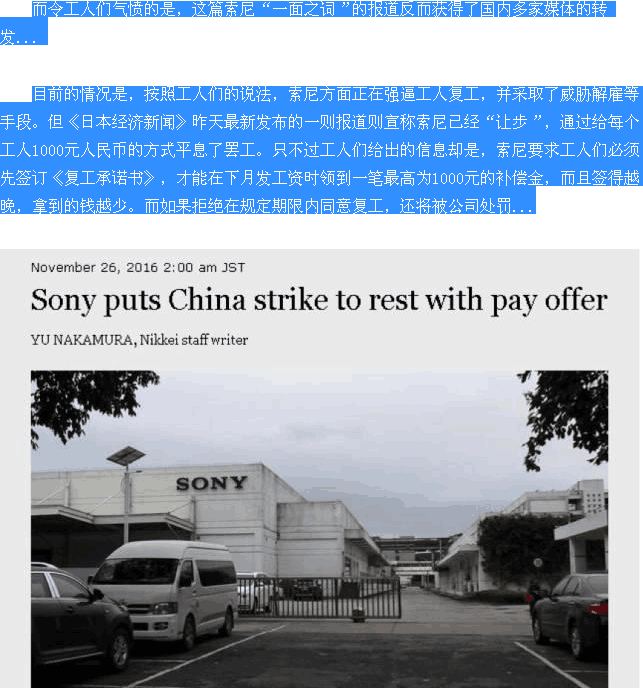 而令工人们气愤的是，这篇索尼“一面之词”的报道反而获得了国内多家媒体的转
发...
目前的情况是，按照工人们的说法，索尼方面正在强逼工人复工，并采取了威胁解雇等
手段。但《日本经济新闻》昨天最新发布的一则报道则宣称索尼已经“让步”，通过给每个
工人1000元人民币的方式平息了罢工。只不过工人们给出的信息却是，索尼要求工人们必须
先签订《复工承诺书》，才能在下月发工资时领到一笔最高为1000元的补偿金，而且签得越
晚，拿到的钱越少。而如果拒绝在规定期限内同意复工，还将被公司处罚...
November 26, 2016 2:00 am JST
Sony puts China strike to rest with pay offer
YU NAKAMURA, Nikkei staff writer
SONY